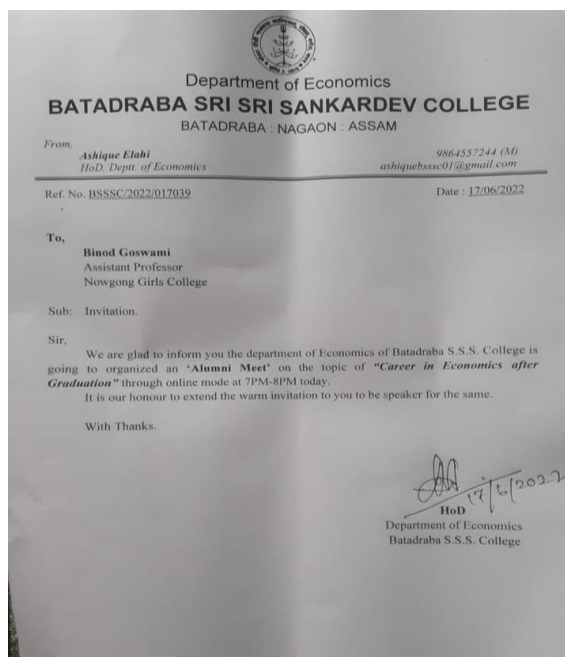 Department of Economics
BATADRABA SRI SRI SANKARDEV COLLEGE
BATADRABA : NAGAON : ASSAM
From,
Ashique Elahi
HoD, Deptt. of Economics
9864557244 (M)
ashiquebsssc01@gmail.com
Ref. No. BSSSC/2022/017039
Date : 17/06/2022
To,
Binod Goswami
Assistant Professor
Nowgong Girls College
Sub: Invitation.
Sir,
We are glad to inform you the department of Economics of Batadraba S.S.S. College is
going to organized an ‘Alumni Meet’ on the topic of “Career in Economics after
Graduation” through online mode at 7PM-8PM today.
It is our honour to extend the warm invitation to you to be speaker for the same.
With Thanks.
17/6/2022
HoD
Department of Economics
Batadraba S.S.S. College